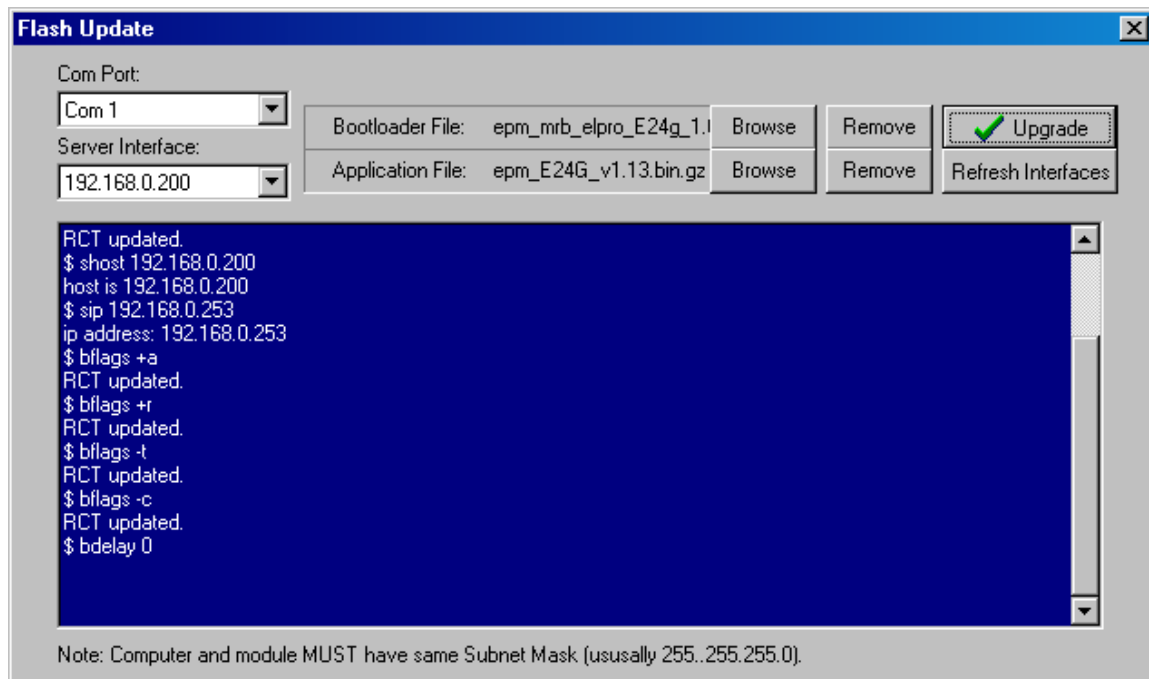 Flash Update
Com Port:
Com 1
Server Interface:
192.168.0.200
Bootloader File: epm_mrb_elpro_E24g_1. Browse Remove Upgrade
Application File: epm_E24G_v1.13.bin.gz Browse Remove Refresh Interfaces
RCT updated.
$ shost 192.168.0.200
host is 192.168.0.200
$ sip 192.168.0.253
ip address: 192.168.0.253
$ bflags +a
RCT updated.
$ bflags +r
RCT updated.
$ bflags -t
RCT updated.
$ bflags -c
RCT updated.
$ bdelay 0
Note: Computer and module MUST have same Subnet Mask (ususally 255..255.255.0).